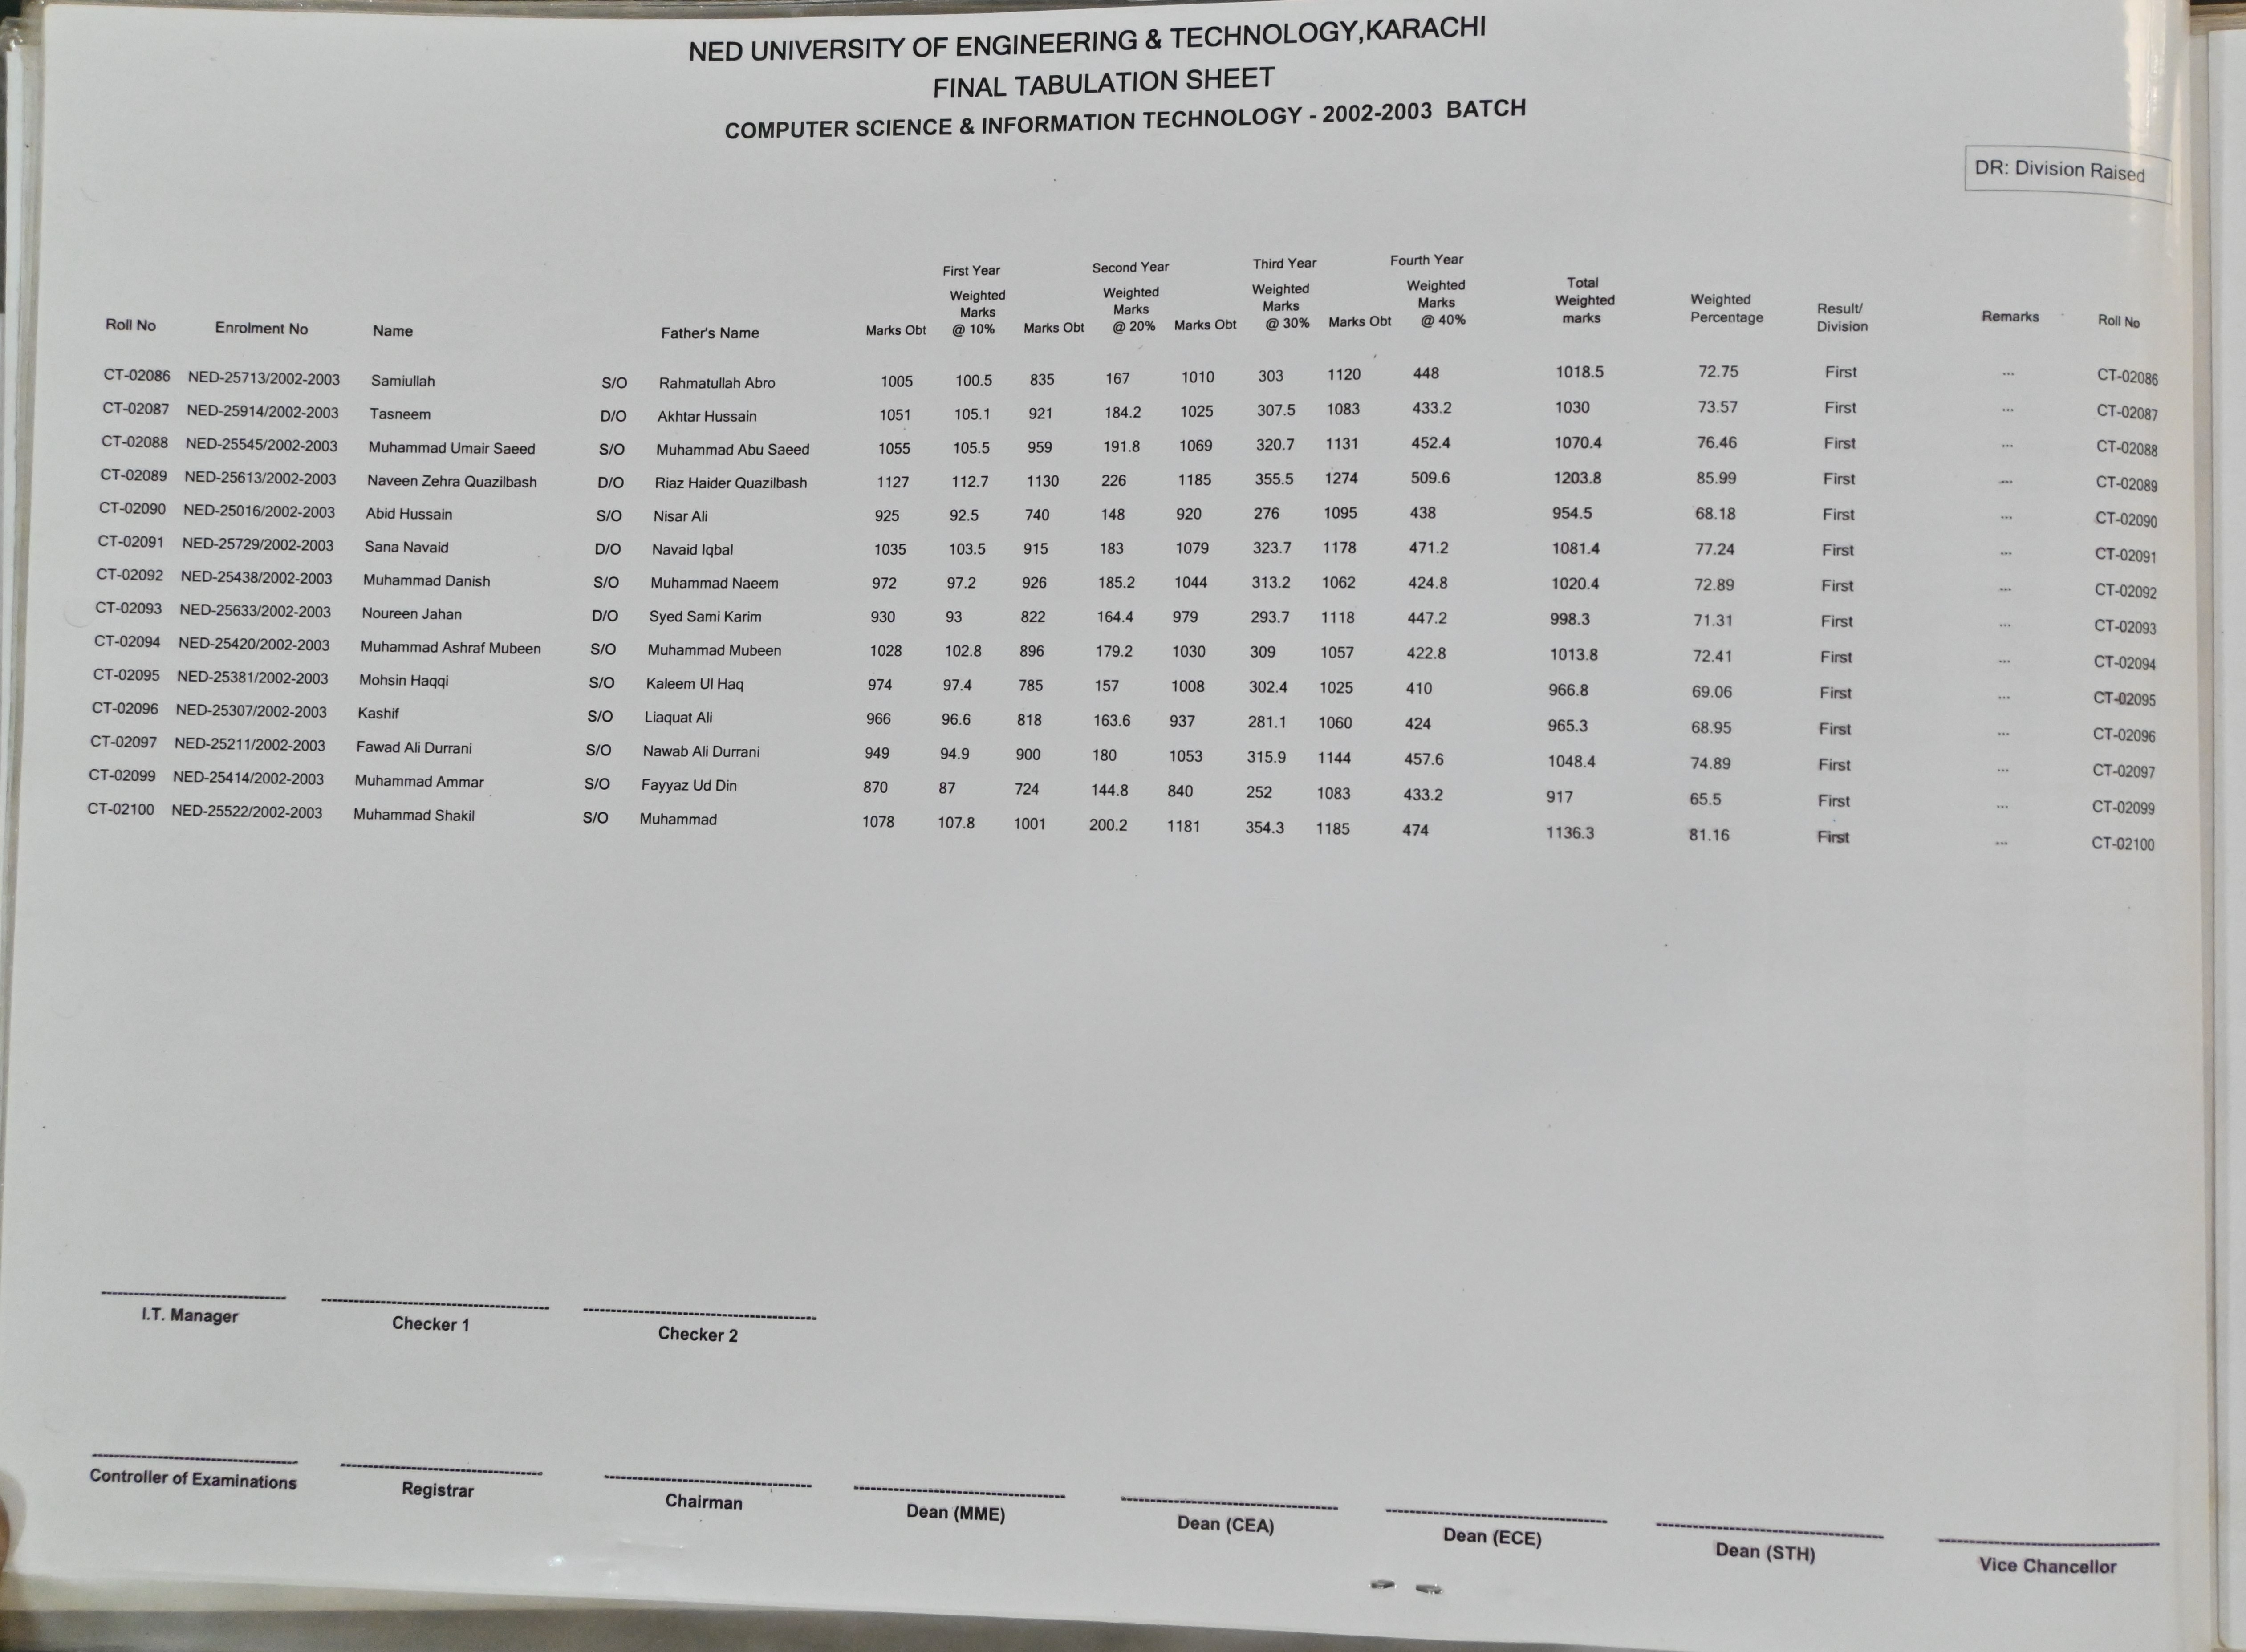 NED UNIVERSITY OF ENGINEERING & TECHNOLOGY,KARACHI
FINAL TABULATION SHEET
COMPUTER SCIENCE & INFORMATION TECHNOLOGY - 2002-2003 BATCH
DR: Division Raised
First Year Second Year Third Year Fourth Year
Roll No Enrolment No Name Father's Name Marks Obt Weighted Marks @ 10% Marks Obt Weighted Marks @ 20% Marks Obt Weighted Marks @ 30% Marks Obt Weighted Marks @ 40% Total Weighted marks Weighted Percentage Result/ Division Remarks Roll No
CT-02086 NED-25713/2002-2003 Samiullah S/O Rahmatullah Abro 1005 100.5 835 167 1010 303 1120 448 1018.5 72.75 First --- CT-02086
CT-02087 NED-25914/2002-2003 Tasneem D/O Akhtar Hussain 1051 105.1 921 184.2 1025 307.5 1083 433.2 1030 73.57 First --- CT-02087
CT-02088 NED-25545/2002-2003 Muhammad Umair Saeed S/O Muhammad Abu Saeed 1055 105.5 959 191.8 1069 320.7 1131 452.4 1070.4 76.46 First --- CT-02088
CT-02089 NED-25613/2002-2003 Naveen Zehra Quazilbash D/O Riaz Haider Quazilbash 1127 112.7 1130 226 1185 355.5 1274 509.6 1203.8 85.99 First --- CT-02089
CT-02090 NED-25016/2002-2003 Abid Hussain S/O Nisar Ali 925 92.5 740 148 920 276 1095 438 954.5 68.18 First --- CT-02090
CT-02091 NED-25729/2002-2003 Sana Navaid D/O Navaid Iqbal 1035 103.5 915 183 1079 323.7 1178 471.2 1081.4 77.24 First --- CT-02091
CT-02092 NED-25438/2002-2003 Muhammad Danish S/O Muhammad Naeem 972 97.2 926 185.2 1044 313.2 1062 424.8 1020.4 72.89 First --- CT-02092
CT-02093 NED-25633/2002-2003 Noureen Jahan D/O Syed Sami Karim 930 93 822 164.4 979 293.7 1118 447.2 998.3 71.31 First --- CT-02093
CT-02094 NED-25420/2002-2003 Muhammad Ashraf Mubeen S/O Muhammad Mubeen 1028 102.8 896 179.2 1030 309 1057 422.8 1013.8 72.41 First --- CT-02094
CT-02095 NED-25381/2002-2003 Mohsin Haqqi S/O Kaleem Ul Haq 974 97.4 785 157 1008 302.4 1025 410 966.8 69.06 First --- CT-02095
CT-02096 NED-25307/2002-2003 Kashif S/O Liaquat Ali 966 96.6 818 163.6 937 281.1 1060 424 965.3 68.95 First --- CT-02096
CT-02097 NED-25211/2002-2003 Fawad Ali Durrani S/O Nawab Ali Durrani 949 94.9 900 180 1053 315.9 1144 457.6 1048.4 74.89 First --- CT-02097
CT-02099 NED-25414/2002-2003 Muhammad Ammar S/O Fayyaz Ud Din 870 87 724 144.8 840 252 1083 433.2 917 65.5 First --- CT-02099
CT-02100 NED-25522/2002-2003 Muhammad Shakil S/O Muhammad 1078 107.8 1001 200.2 1181 354.3 1185 474 1136.3 81.16 First --- CT-02100
I.T. Manager Checker 1 Checker 2
Controller of Examinations Registrar Chairman Dean (MME) Dean (CEA) Dean (ECE) Dean (STH) Vice Chancellor